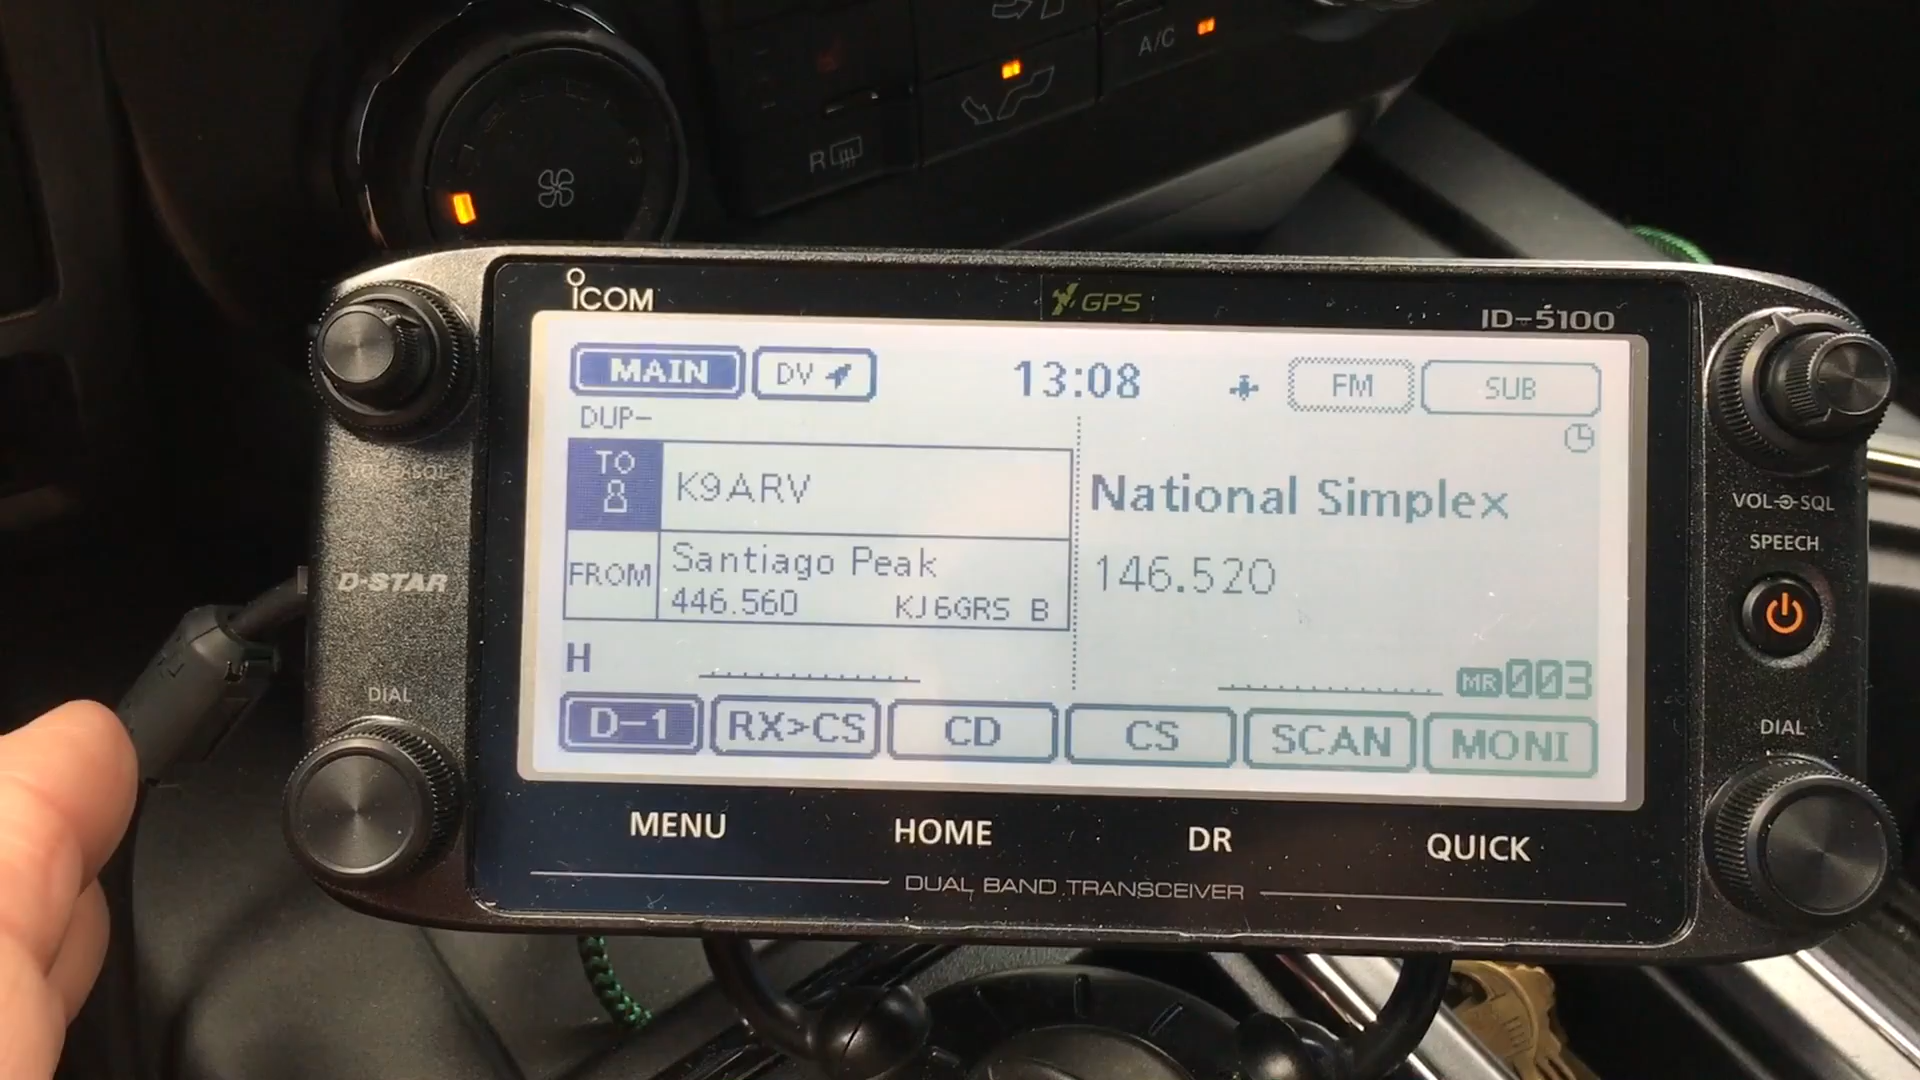 A/C
R
ICOM
GPS
ID-5100
MAIN
DV
13:08
FM
SUB
DUP-
TO
K9ARV
FROM
Santiago Peak
446.560 KJ6GRS B
National Simplex
146.520
H
MR 003
D-1
RX>CS
CD
CS
SCAN
MONI
MENU
HOME
DR
QUICK
DUAL BAND TRANSCEIVER
VOL SQL
D-STAR
DIAL
VOL SQL
SPEECH
DIAL